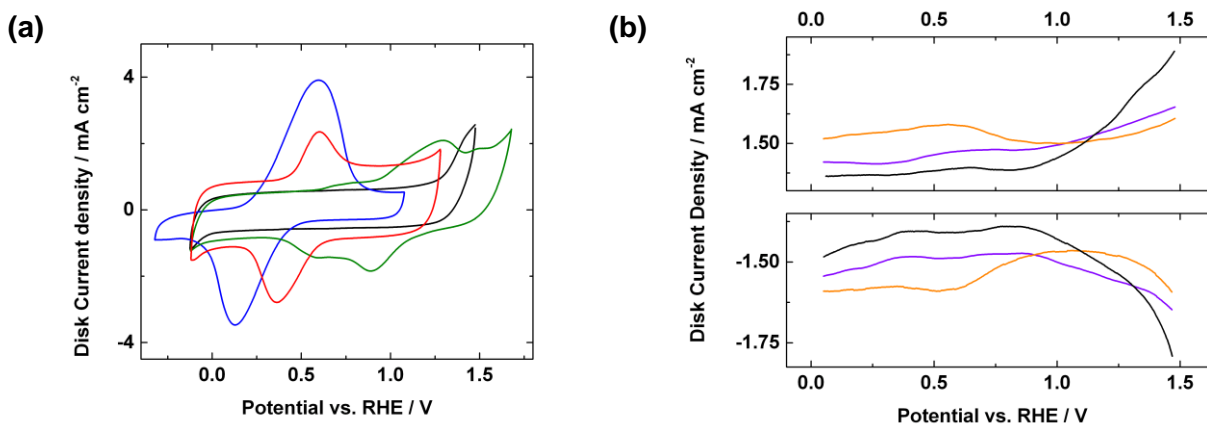 (a)
Disk Current density / mA cm⁻²
4
0
-4
0.0 0.5 1.0 1.5
Potential vs. RHE / V
(b)
0.0 0.5 1.0 1.5
Disk Current Density / mA cm⁻²
1.75
1.50
-1.50
-1.75
0.0 0.5 1.0 1.5
Potential vs. RHE / V